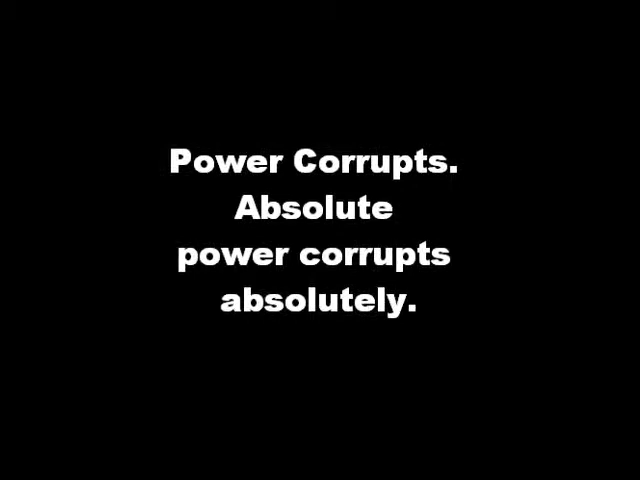 Power Corrupts.
Absolute
power corrupts
absolutely.